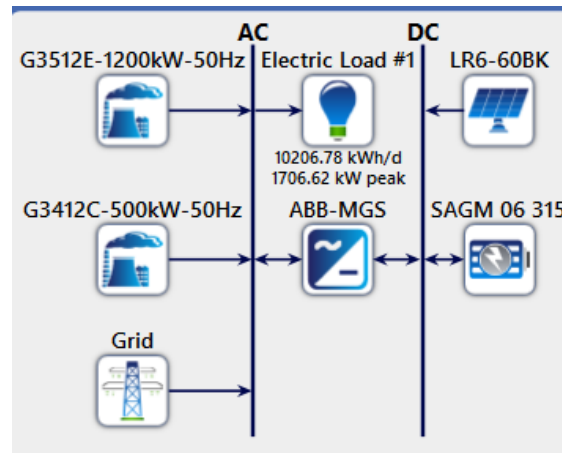 AC DC
G3512E-1200kW-50Hz Electric Load #1 LR6-60BK
10206.78 kWh/d
1706.62 kW peak
G3412C-500kW-50Hz ABB-MGS SAGM 06 315
Grid